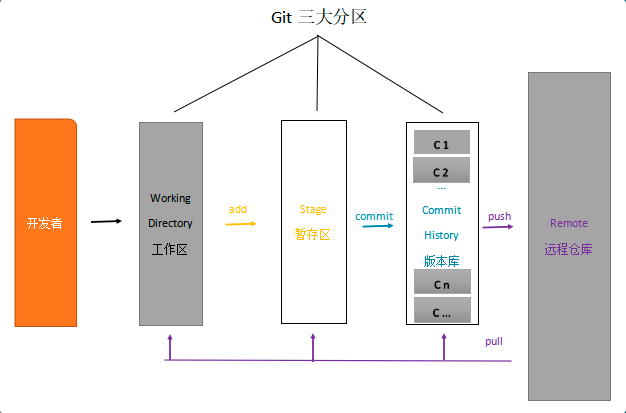 Git 三大分区
开发者
Working
Directory
工作区
add
Stage
暂存区
commit
C 1
C 2
...
Commit
History
版本库
C n
C ...
push
Remote
远程仓库
pull